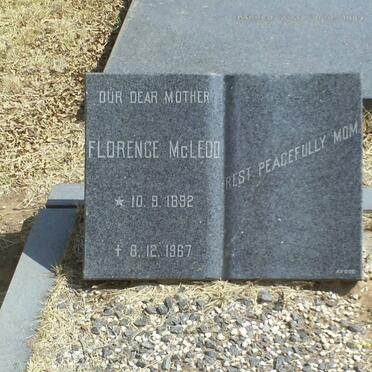 OUR DEAR MOTHER
FLORENCE McLEOD
★ 10. 9. 1892
✝ 8. 12. 1967
REST PEACEFULLY MOM